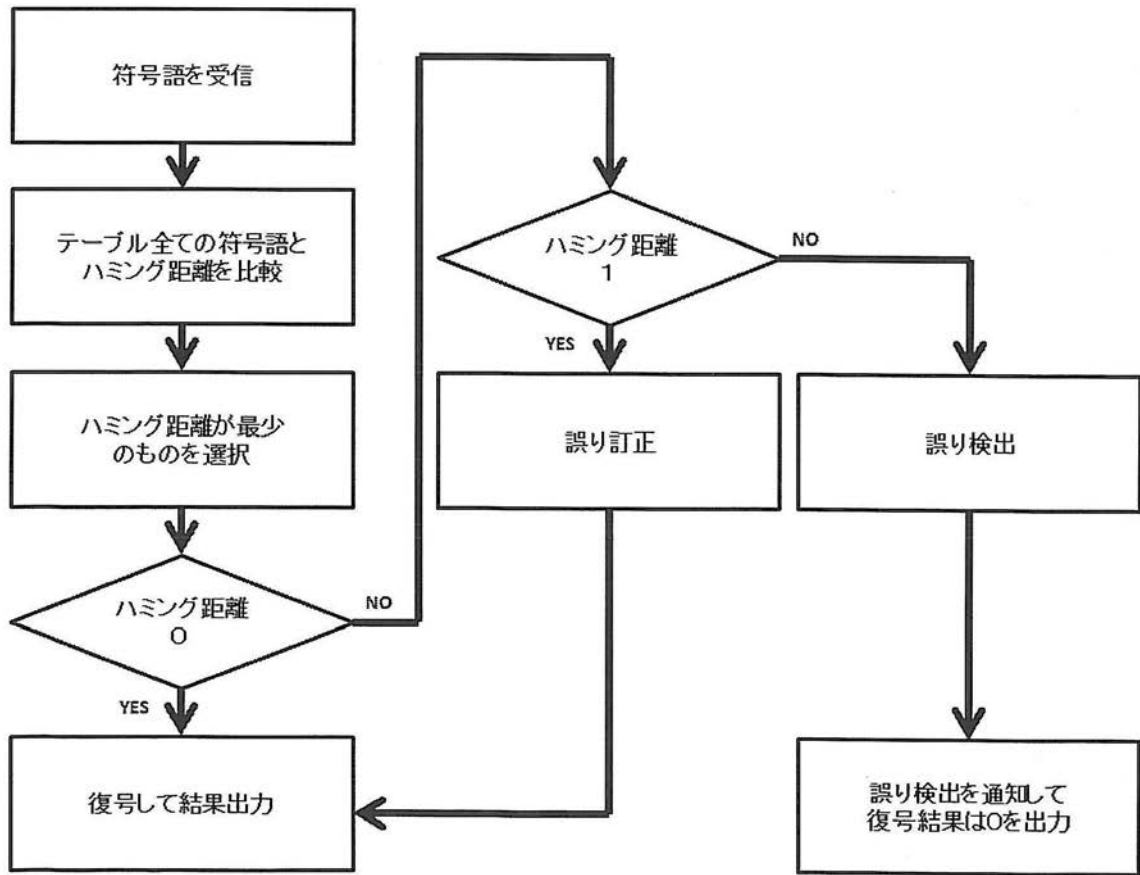 符号語を受信
テーブル全ての符号語と
ハミング距離を比較
ハミング距離が最少
のものを選択
ハミング距離
0
NO
YES
復号して結果出力
ハミング距離
1
NO
YES
誤り訂正
誤り検出
誤り検出を通知して
復号結果は0を出力